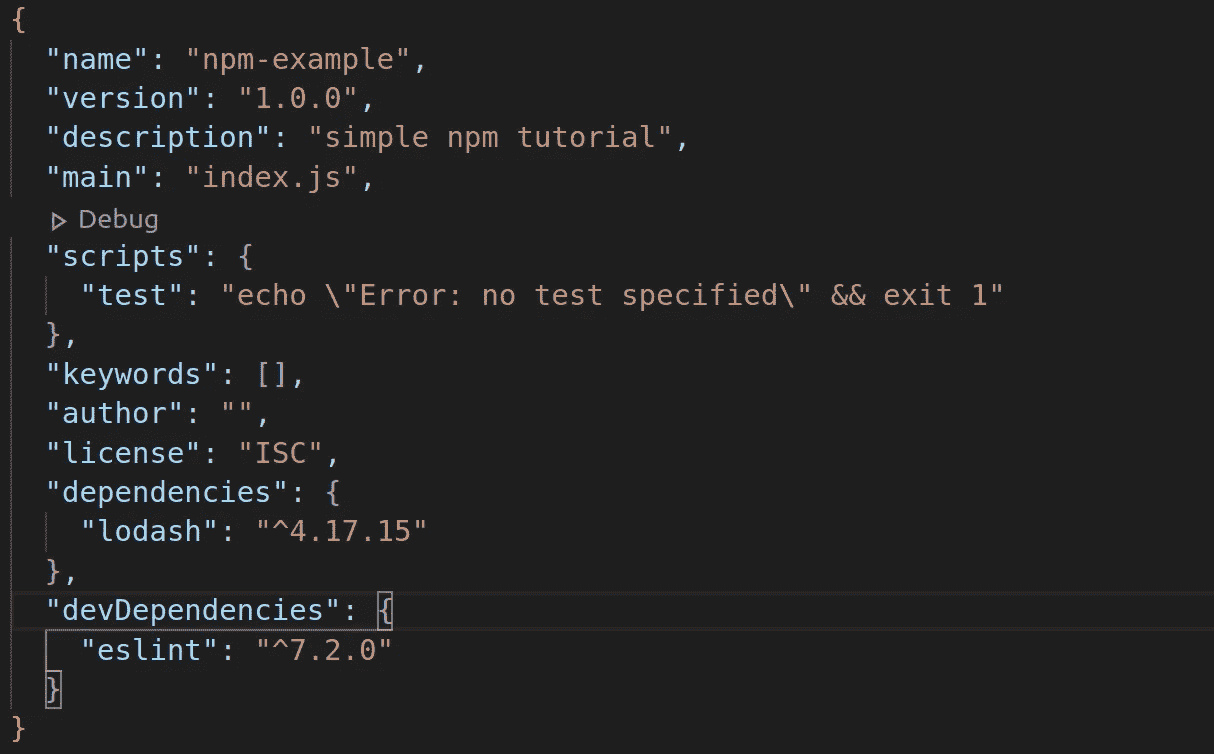 {
  "name": "npm-example",
  "version": "1.0.0",
  "description": "simple npm tutorial",
  "main": "index.js",
  Debug
  "scripts": {
    "test": "echo \"Error: no test specified\" && exit 1"
  },
  "keywords": [],
  "author": "",
  "license": "ISC",
  "dependencies": {
    "lodash": "^4.17.15"
  },
  "devDependencies": {
    "eslint": "^7.2.0"
  }
}